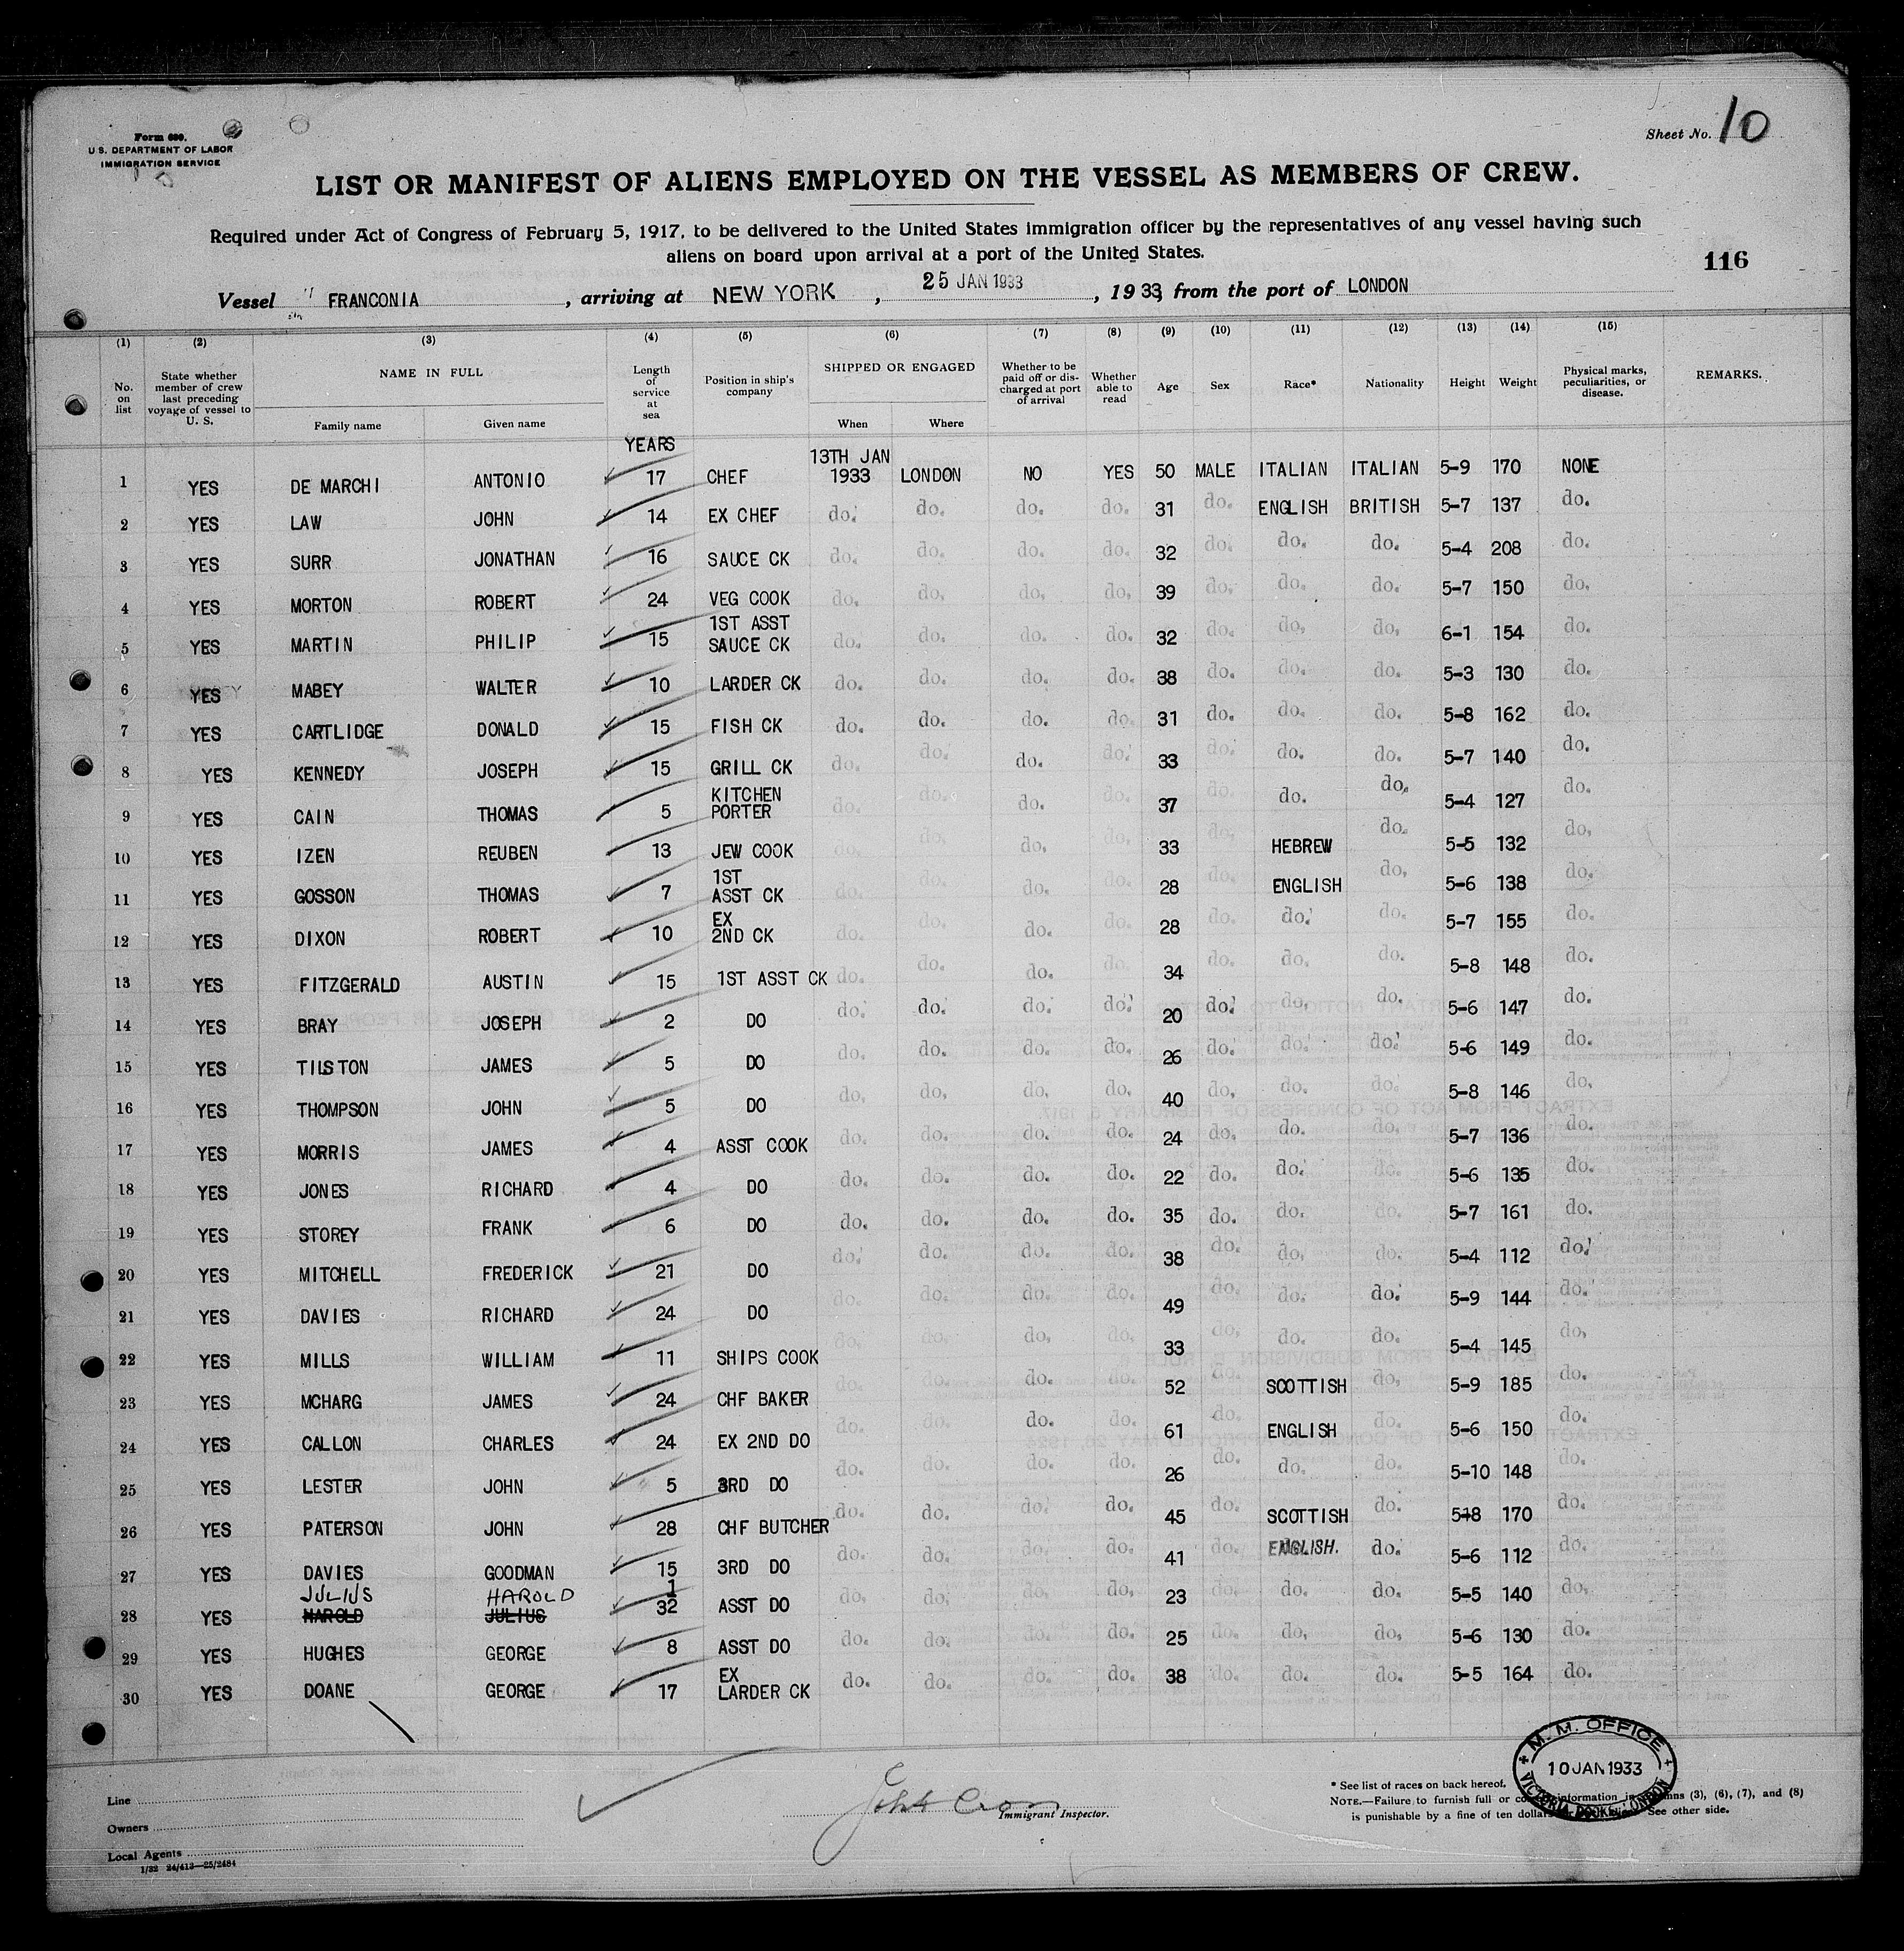 Form 689.
U.S. DEPARTMENT OF LABOR
IMMIGRATION SERVICE
Sheet No. 10
LIST OR MANIFEST OF ALIENS EMPLOYED ON THE VESSEL AS MEMBERS OF CREW.
Required under Act of Congress of February 5, 1917, to be delivered to the United States immigration officer by the representatives of any vessel having such
aliens on board upon arrival at a port of the United States.
116
Vessel " FRANCONIA, arriving at NEW YORK, 25 JAN 1933, 1933, from the port of LONDON
(1) (2) (3) (4) (5) (6) (7) (8) (9) (10) (11) (12) (13) (14) (15)
No. on list State whether member of crew last preceding voyage of vessel to U. S. NAME IN FULL Length of service at sea Position in ship's company SHIPPED OR ENGAGED Whether to be paid off or discharged at port of arrival Whether able to read Age Sex Race* Nationality Height Weight Physical marks, peculiarities, or disease. REMARKS.
Family name Given name When Where
YEARS
1 YES DE MARCHI ANTONIO 17 CHEF 13TH JAN 1933 LONDON NO YES 50 MALE ITALIAN ITALIAN 5-9 170 NONE
2 YES LAW JOHN 14 EX CHEF do. do. do. do. 31 do. ENGLISH BRITISH 5-7 137 do.
3 YES SURR JONATHAN 16 SAUCE CK do. do. do. do. 32 do. do. do. 5-4 208 do.
4 YES MORTON ROBERT 24 VEG COOK do. do. do. do. 39 do. do. do. 5-7 150 do.
5 YES MARTIN PHILIP 15 1ST ASST SAUCE CK do. do. do. do. 32 do. do. do. 6-1 154 do.
6 YES MABEY WALTER 10 LARDER CK do. do. do. do. 38 do. do. do. 5-3 130 do.
7 YES CARTLIDGE DONALD 15 FISH CK do. do. do. do. 31 do. do. do. 5-8 162 do.
8 YES KENNEDY JOSEPH 15 GRILL CK do. do. do. do. 33 do. do. do. 5-7 140 do.
9 YES CAIN THOMAS 5 KITCHEN PORTER do. do. do. do. 37 do. do. do. 5-4 127 do.
10 YES IZEN REUBEN 13 JEW COOK do. do. do. do. 33 do. HEBREW do. 5-5 132 do.
11 YES GOSSON THOMAS 7 1ST ASST CK do. do. do. do. 28 do. ENGLISH do. 5-6 138 do.
12 YES DIXON ROBERT 10 EX 2ND CK do. do. do. do. 28 do. do. do. 5-7 155 do.
13 YES FITZGERALD AUSTIN 15 1ST ASST CK do. do. do. do. 34 do. do. do. 5-8 148 do.
14 YES BRAY JOSEPH 2 DO do. do. do. do. 20 do. do. do. 5-6 147 do.
15 YES TILSTON JAMES 5 DO do. do. do. do. 26 do. do. do. 5-6 149 do.
16 YES THOMPSON JOHN 5 DO do. do. do. do. 40 do. do. do. 5-8 146 do.
17 YES MORRIS JAMES 4 ASST COOK do. do. do. do. 24 do. do. do. 5-7 136 do.
18 YES JONES RICHARD 4 DO do. do. do. do. 22 do. do. do. 5-6 135 do.
19 YES STOREY FRANK 6 DO do. do. do. do. 35 do. do. do. 5-7 161 do.
20 YES MITCHELL FREDERICK 21 DO do. do. do. do. 38 do. do. do. 5-4 112 do.
21 YES DAVIES RICHARD 24 DO do. do. do. do. 49 do. do. do. 5-9 144 do.
22 YES MILLS WILLIAM 11 SHIPS COOK do. do. do. do. 33 do. do. do. 5-4 145 do.
23 YES MCHARG JAMES 24 CHF BAKER do. do. do. do. 52 do. SCOTTISH do. 5-9 185 do.
24 YES CALLON CHARLES 24 EX 2ND DO do. do. do. do. 61 do. ENGLISH do. 5-6 150 do.
25 YES LESTER JOHN 5 3RD DO do. do. do. do. 26 do. do. do. 5-10 148 do.
26 YES PATERSON JOHN 28 CHF BUTCHER do. do. do. do. 45 do. SCOTTISH do. 5-8 170 do.
27 YES DAVIES GOODMAN 15 3RD DO do. do. do. do. 41 do. ENGLISH. do. 5-6 112 do.
JULIUS HAROLD 1
28 YES HAROLD JULIUS 32 ASST DO do. do. do. do. 23 do. do. do. 5-5 140 do.
29 YES HUGHES GEORGE 8 ASST DO do. do. do. do. 25 do. do. do. 5-6 130 do.
30 YES DOANE GEORGE 17 EX LARDER CK do. do. do. do. 38 do. do. do. 5-5 164 do.
Line
Owners
Local Agents
1/32 24/412—25/2484
Immigrant Inspector.
* See list of races on back hereof.
NOTE.—Failure to furnish full or information in (3), (6), (7), and (8)
is punishable by a fine of ten dollars See other side.
M. M. OFFICE
10 JAN 1933
VICTORIA DOCKS LONDON